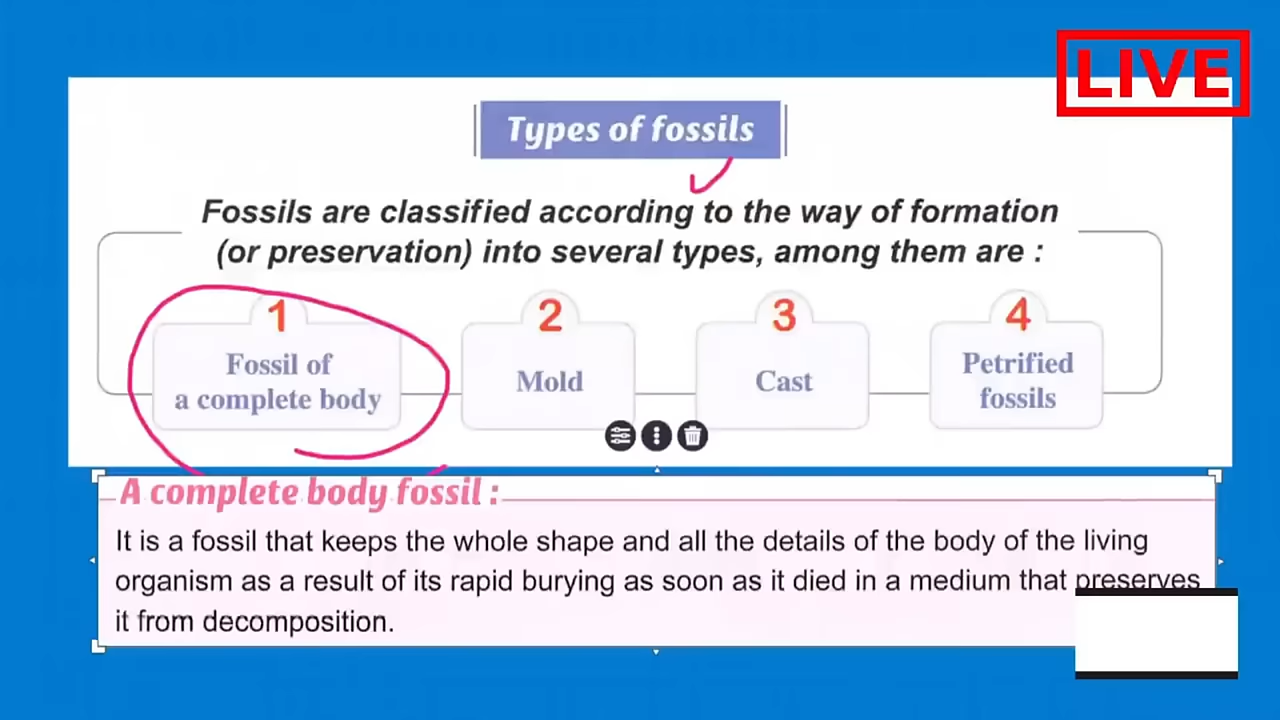 LIVE
Types of fossils
Fossils are classified according to the way of formation
(or preservation) into several types, among them are :
1
Fossil of
a complete body
2
Mold
3
Cast
4
Petrified
fossils
A complete body fossil :
It is a fossil that keeps the whole shape and all the details of the body of the living
organism as a result of its rapid burying as soon as it died in a medium that preserves
it from decomposition.